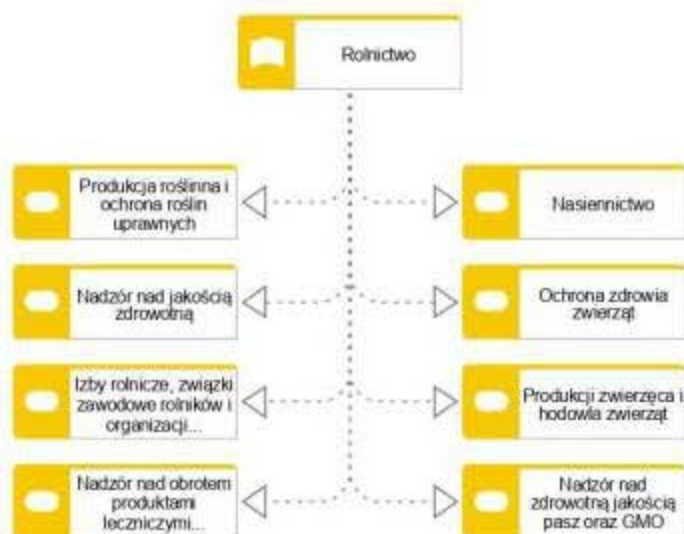 Rolnictwo
Produkcja roślinna i
ochrona roślin
uprawnych
Nasiennictwo
Nadzór nad jakością
zdrowotną
Ochrona zdrowia
zwierząt
Izby rolnicze, związki
zawodowe rolników i
organizacji...
Produkcji zwierzęca i
hodowla zwierząt
Nadzór nad obrotem
produktami
leczniczymi...
Nadzór nad
zdrowotną jakością
pasz oraz GMO